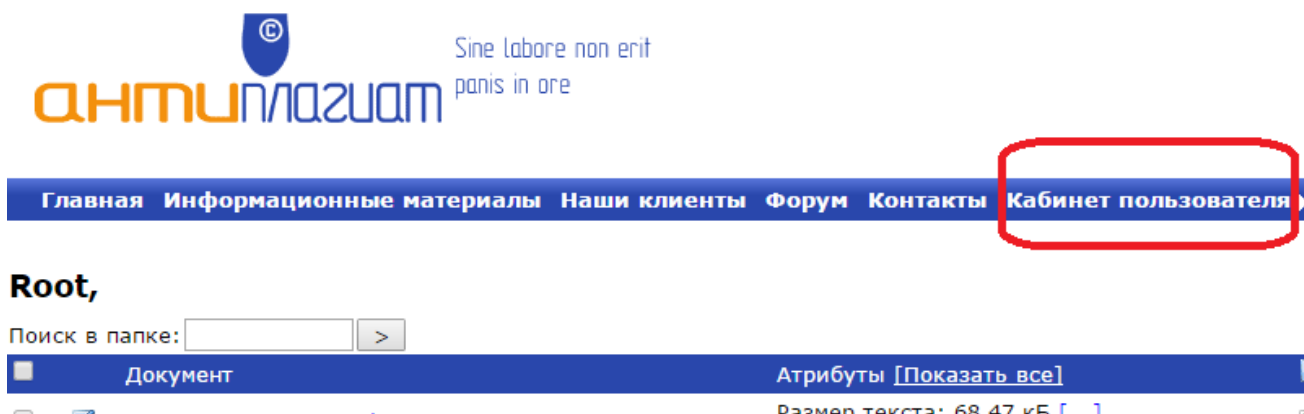 ©
Sine labore non erit
panis in ore
антиплагиат
Главная Информационные материалы Наши клиенты Форум Контакты Кабинет пользователя
Root,
Поиск в папке: >
Документ Атрибуты [Показать все]
Размер текста: 68,47 кБ [...]